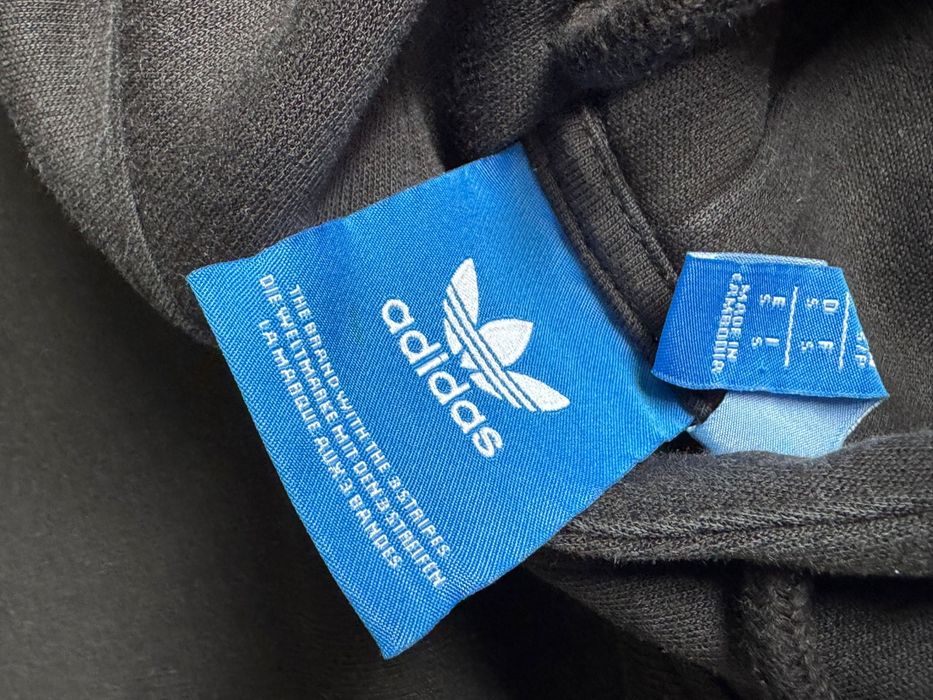 adidas
THE BRAND WITH THE 3 STRIPES
DIE WELTMARKE MIT DEN 3 STREIFEN
LA MARQUE AUX 3 BANDES
D F
S S
E I
S S
MADE IN
CAMBODIA